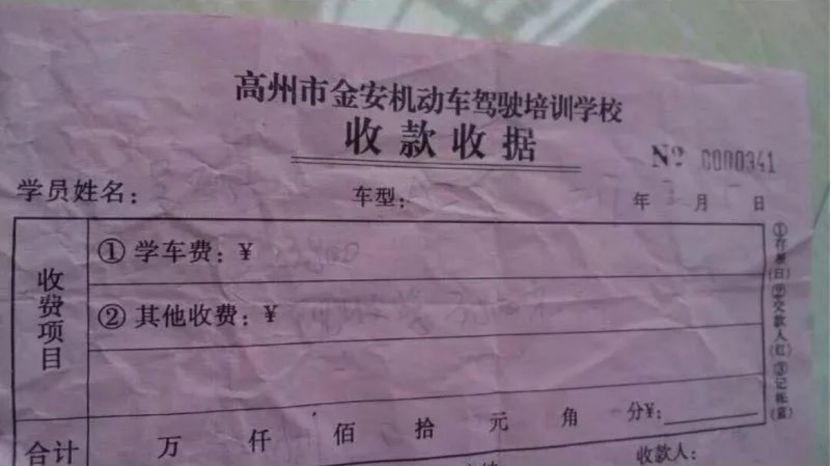 高州市金安机动车驾驶培训学校
收款收据
№ 0000341
学员姓名： 车型： 年 月 日
收费项目
① 学车费：¥
② 其他收费：¥
合计 万 仟 佰 拾 元 角 分¥：
收款人：
①存根(白)②交款人(红)③记帐(蓝)